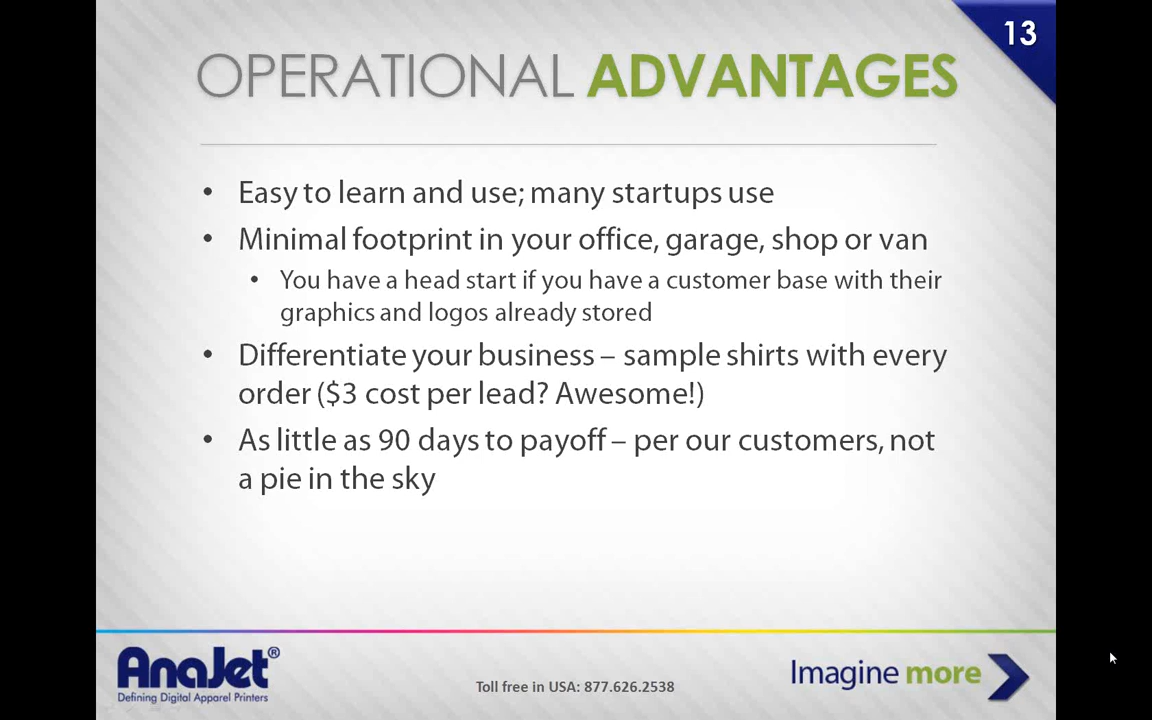 13
OPERATIONAL ADVANTAGES
• Easy to learn and use; many startups use
• Minimal footprint in your office, garage, shop or van
• You have a head start if you have a customer base with their
graphics and logos already stored
• Differentiate your business – sample shirts with every
order ($3 cost per lead? Awesome!)
• As little as 90 days to payoff – per our customers, not
a pie in the sky
AnaJet®
Defining Digital Apparel Printers
Toll free in USA: 877.626.2538
Imagine more